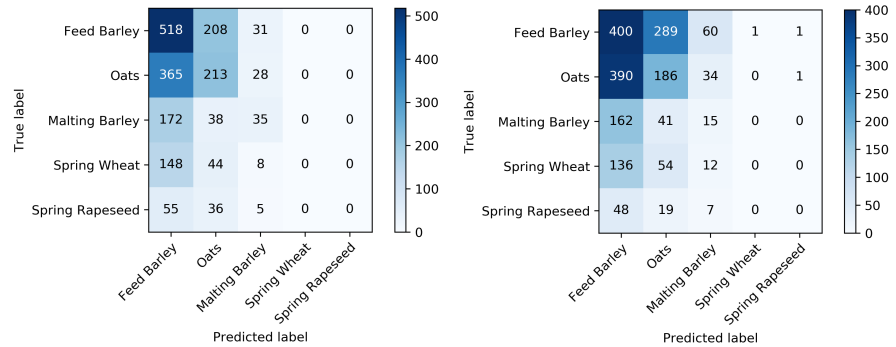 Feed Barley 518 208 31 0 0
Oats 365 213 28 0 0
Malting Barley 172 38 35 0 0
Spring Wheat 148 44 8 0 0
Spring Rapeseed 55 36 5 0 0
Feed Barley Oats Malting Barley Spring Wheat Spring Rapeseed
Predicted label
True label
500
400
300
200
100
0
Feed Barley 400 289 60 1 1
Oats 390 186 34 0 1
Malting Barley 162 41 15 0 0
Spring Wheat 136 54 12 0 0
Spring Rapeseed 48 19 7 0 0
Feed Barley Oats Malting Barley Spring Wheat Spring Rapeseed
Predicted label
True label
400
350
300
250
200
150
100
50
0